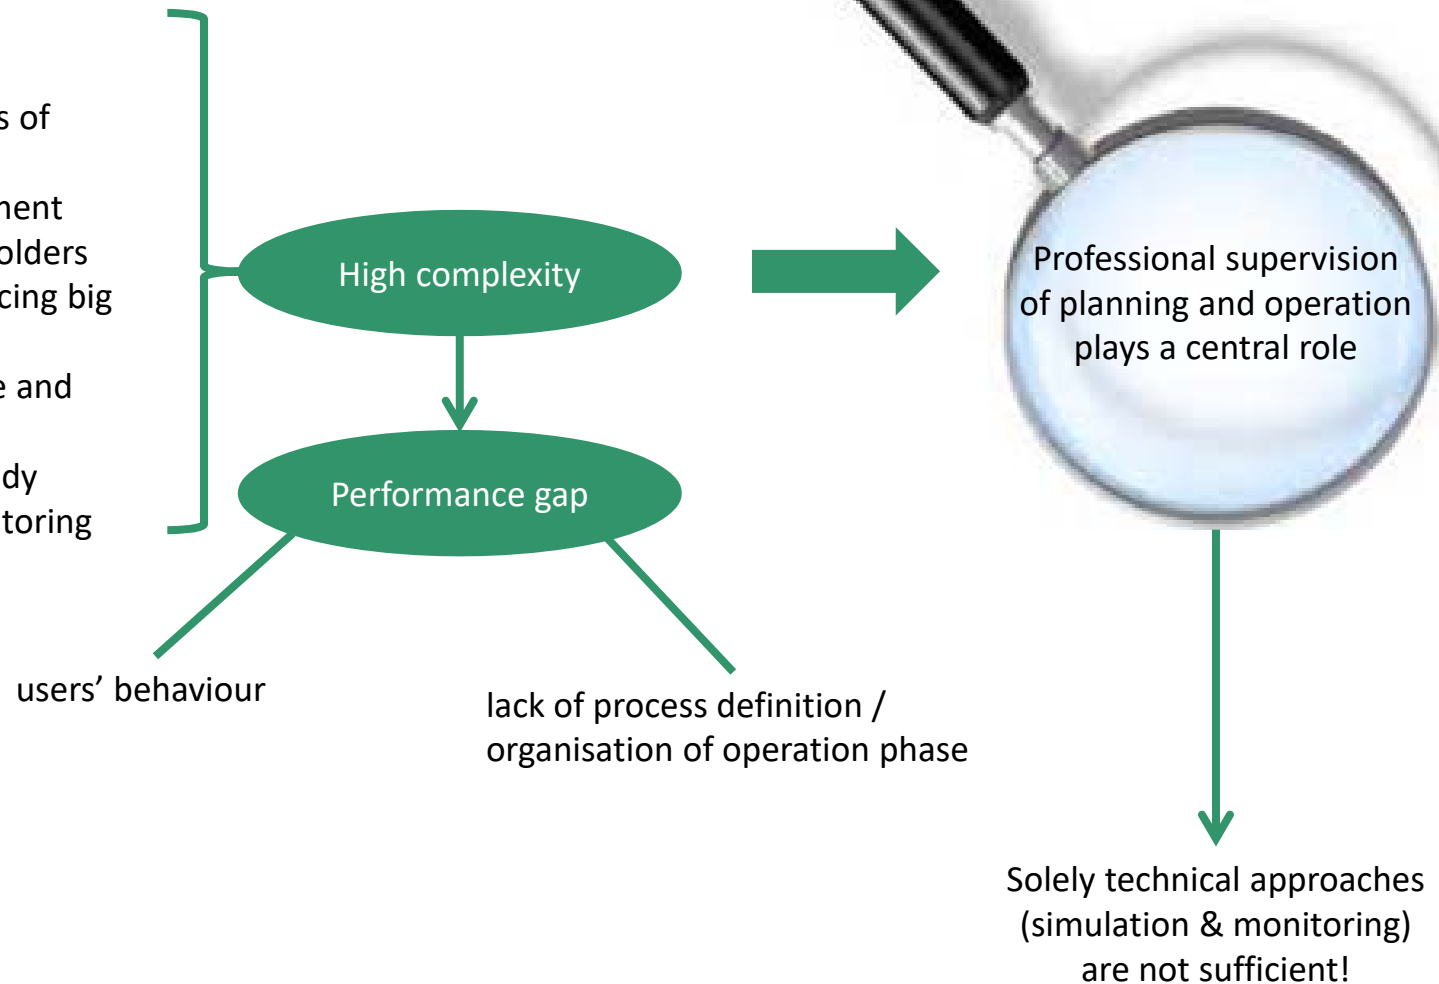 s of
ment
olders
cing big
e and
dy
toring
High complexity
Performance gap
users’ behaviour
lack of process definition /
organisation of operation phase
Professional supervision
of planning and operation
plays a central role
Solely technical approaches
(simulation & monitoring)
are not sufficient!